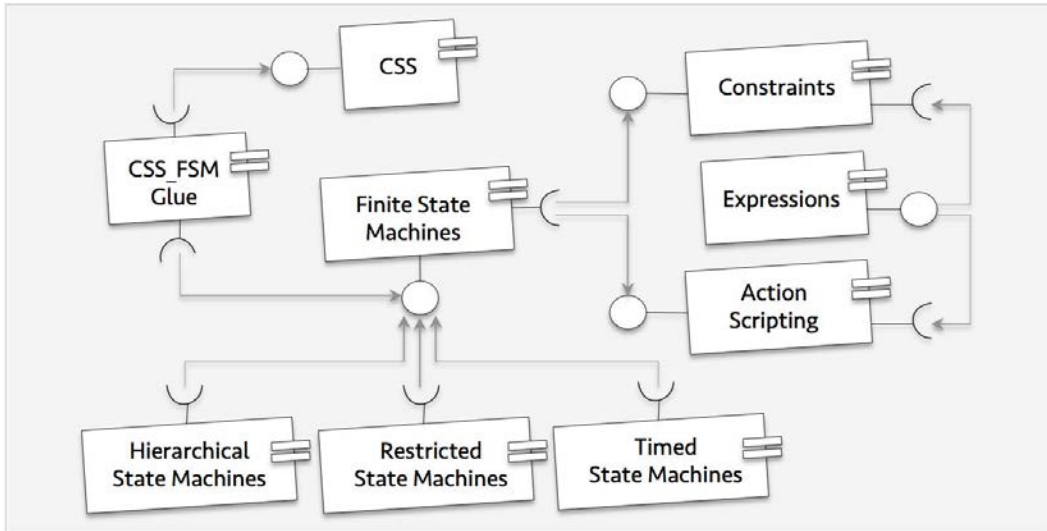 CSS
Constraints
CSS_FSM
Glue
Finite State
Machines
Expressions
Action
Scripting
Hierarchical
State Machines
Restricted
State Machines
Timed
State Machines